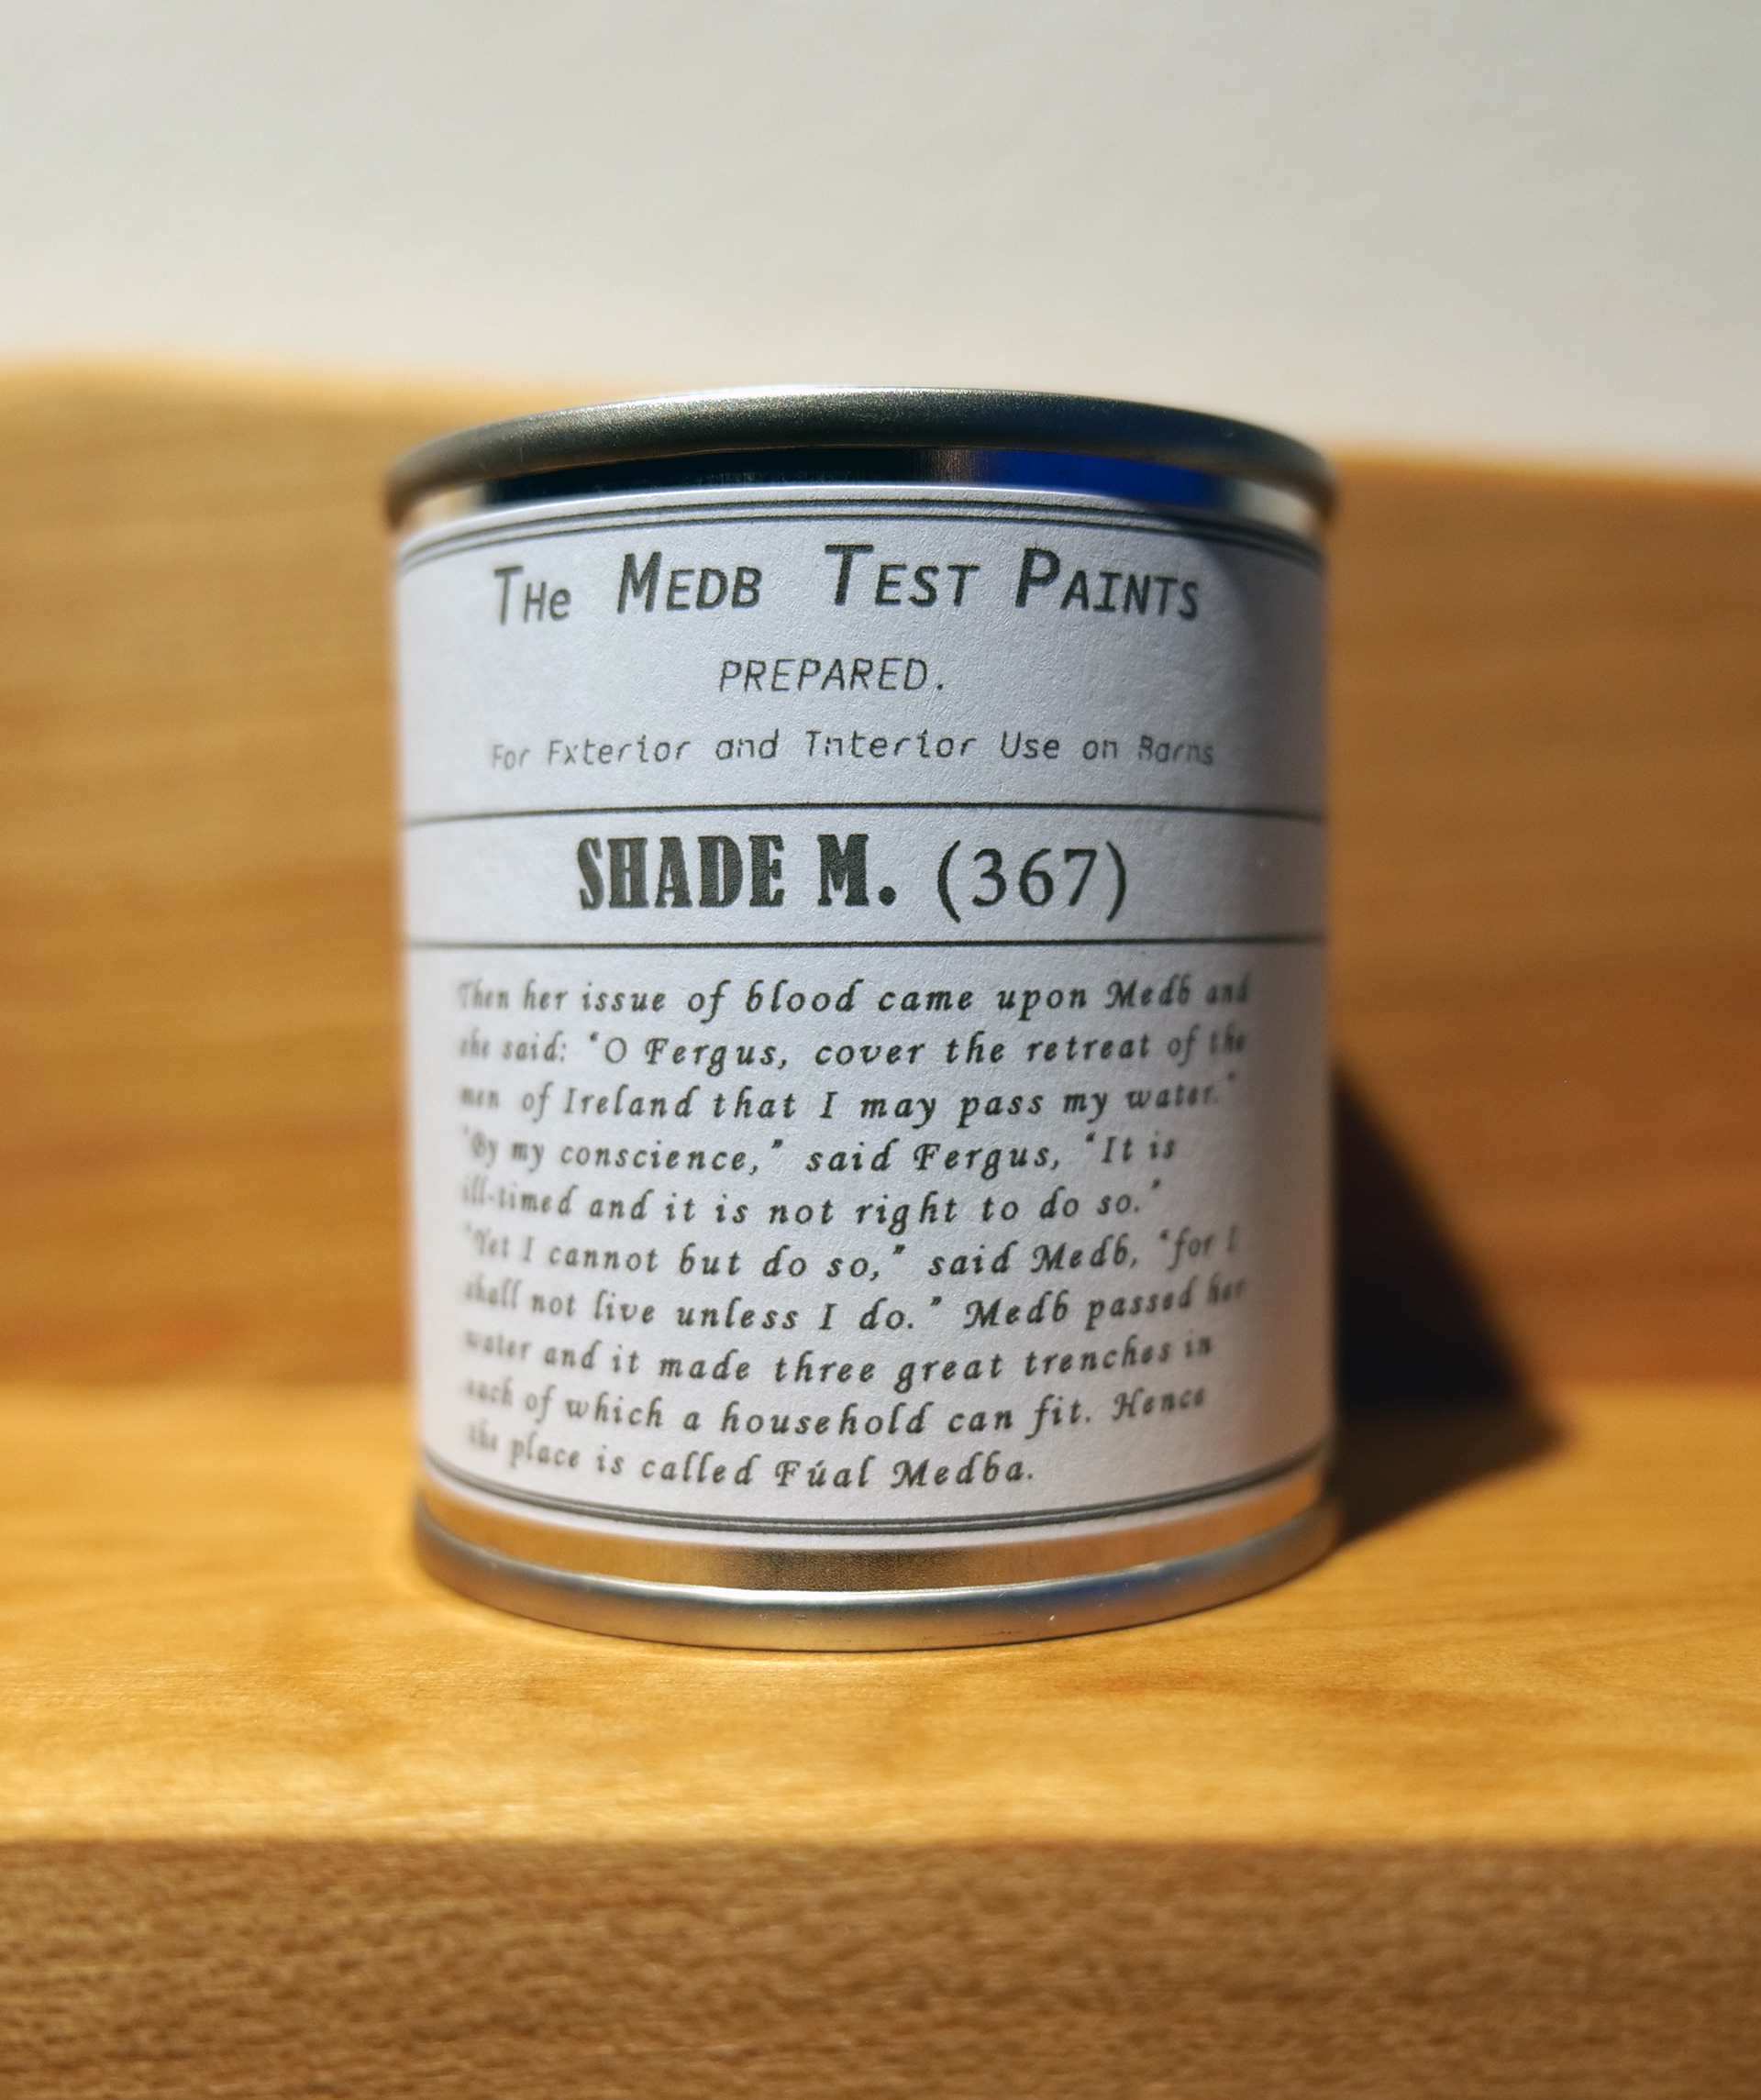 THe MEDB TEST PAINTS
PREPARED.
For Exterior and Interior Use on Barns
SHADE M. (367)
Then her issue of blood came upon Medb and
she said: “O Fergus, cover the retreat of the
men of Ireland that I may pass my water.”
“By my conscience,” said Fergus, “It is
ill-timed and it is not right to do so.”
“Yet I cannot but do so,” said Medb, “for I
shall not live unless I do.” Medb passed her
water and it made three great trenches in
each of which a household can fit. Hence
the place is called Fúal Medba.